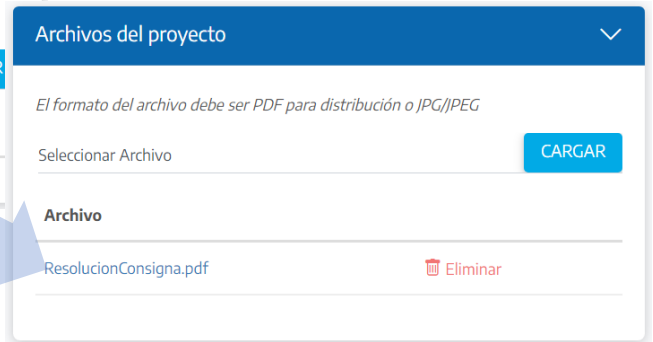 Archivos del proyecto
El formato del archivo debe ser PDF para distribución o JPG/JPEG
Seleccionar Archivo
CARGAR
Archivo
ResolucionConsigna.pdf
Eliminar